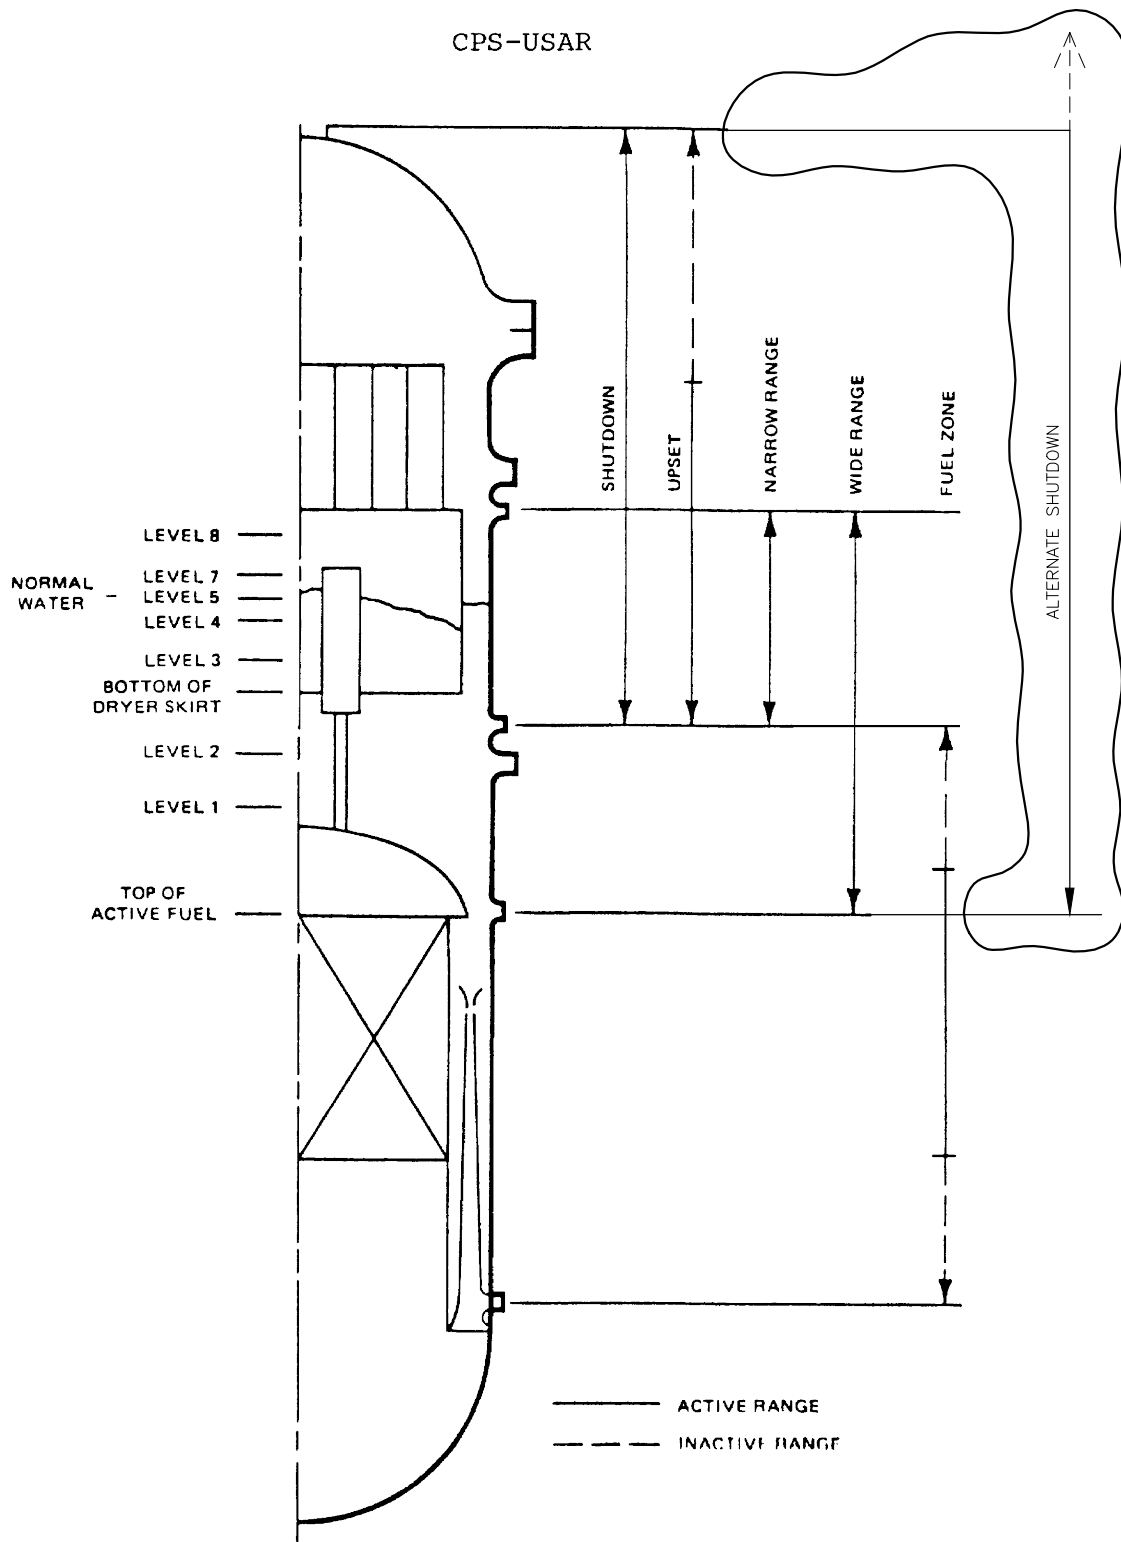 CPS-USAR
SHUTDOWN
UPSET
NARROW RANGE
WIDE RANGE
FUEL ZONE
ALTERNATE SHUTDOWN
LEVEL 8
LEVEL 7
NORMAL
WATER –
LEVEL 5
LEVEL 4
LEVEL 3
BOTTOM OF
DRYER SKIRT
LEVEL 2
LEVEL 1
TOP OF
ACTIVE FUEL
ACTIVE RANGE
INACTIVE RANGE